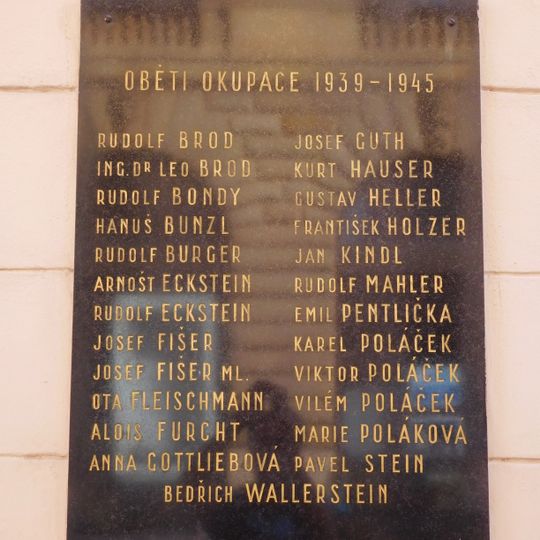 OBĚTI OKUPACE 1939-1945
RUDOLF BROD
ING.DR LEO BROD
RUDOLF BONDY
HANUŠ BUNZL
RUDOLF BURGER
ARNOŠT ECKSTEIN
RUDOLF ECKSTEIN
JOSEF FIŠER
JOSEF FIŠER ML.
OTA FLEISCHMANN
ALOIS FURCHT
ANNA GOTTLIEBOVÁ
JOSEF GUTH
KURT HAUSER
GUSTAV HELLER
FRANTIŠEK HOLZER
JAN KINDL
RUDOLF MAHLER
EMIL PENTLIČKA
KAREL POLÁČEK
VIKTOR POLÁČEK
VILÉM POLÁČEK
MARIE POLÁKOVÁ
PAVEL STEIN
BEDŘICH WALLERSTEIN